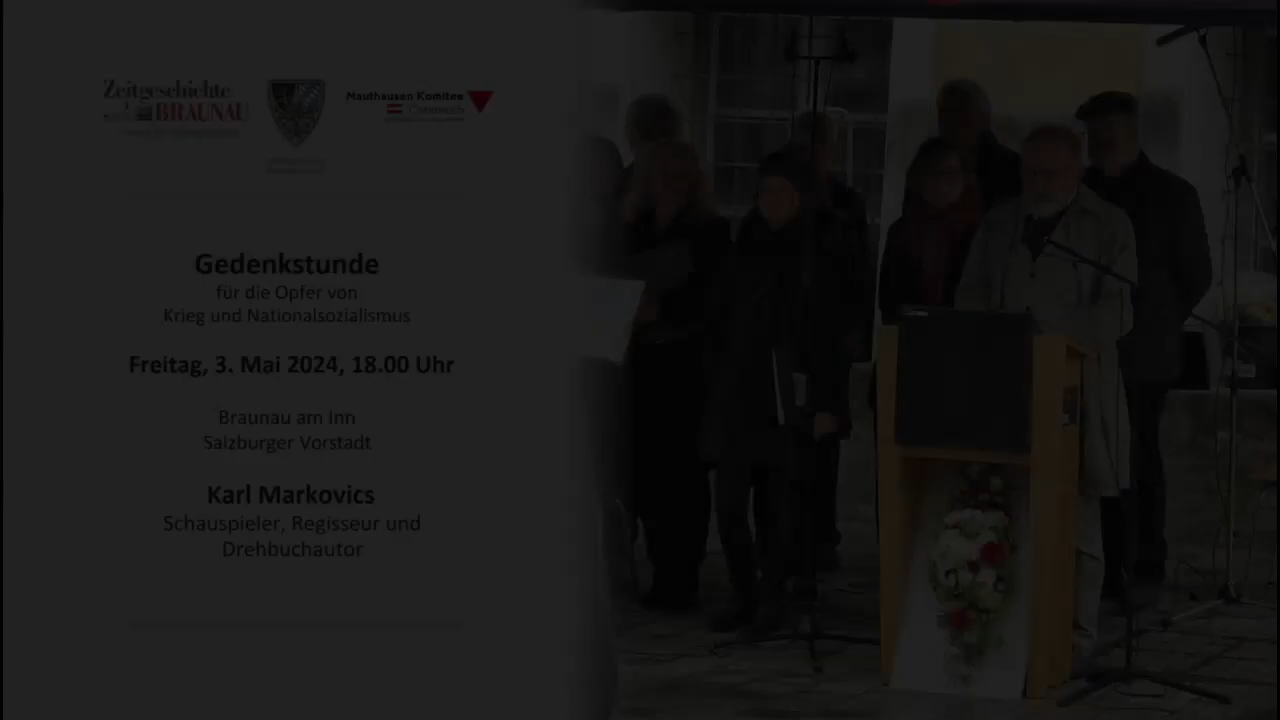 Zeitgeschichte
BRAUNAU
Mauthausen Komitee
Österreich
Gedenkstunde
für die Opfer von
Krieg und Nationalsozialismus
Freitag, 3. Mai 2024, 18.00 Uhr
Braunau am Inn
Salzburger Vorstadt
Karl Markovics
Schauspieler, Regisseur und
Drehbuchautor